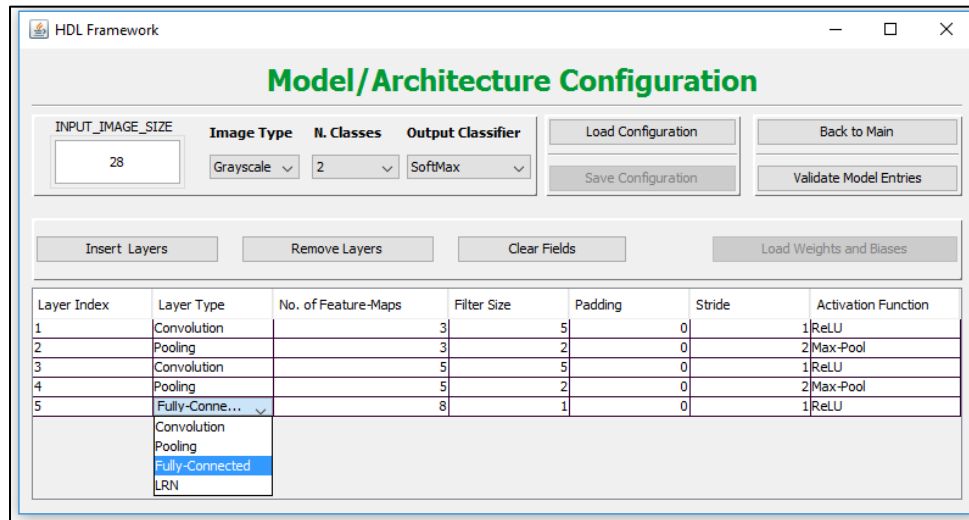 HDL Framework
Model/Architecture Configuration
INPUT_IMAGE_SIZE Image Type N. Classes Output Classifier
28 Grayscale 2 SoftMax
Load Configuration Back to Main
Save Configuration Validate Model Entries
Insert Layers Remove Layers Clear Fields Load Weights and Biases
Layer Index Layer Type No. of Feature-Maps Filter Size Padding Stride Activation Function
1 Convolution 3 5 0 1 ReLU
2 Pooling 3 2 0 2 Max-Pool
3 Convolution 5 5 0 1 ReLU
4 Pooling 5 2 0 2 Max-Pool
5 Fully-Conne... 8 1 0 1 ReLU
Convolution
Pooling
Fully-Connected
LRN